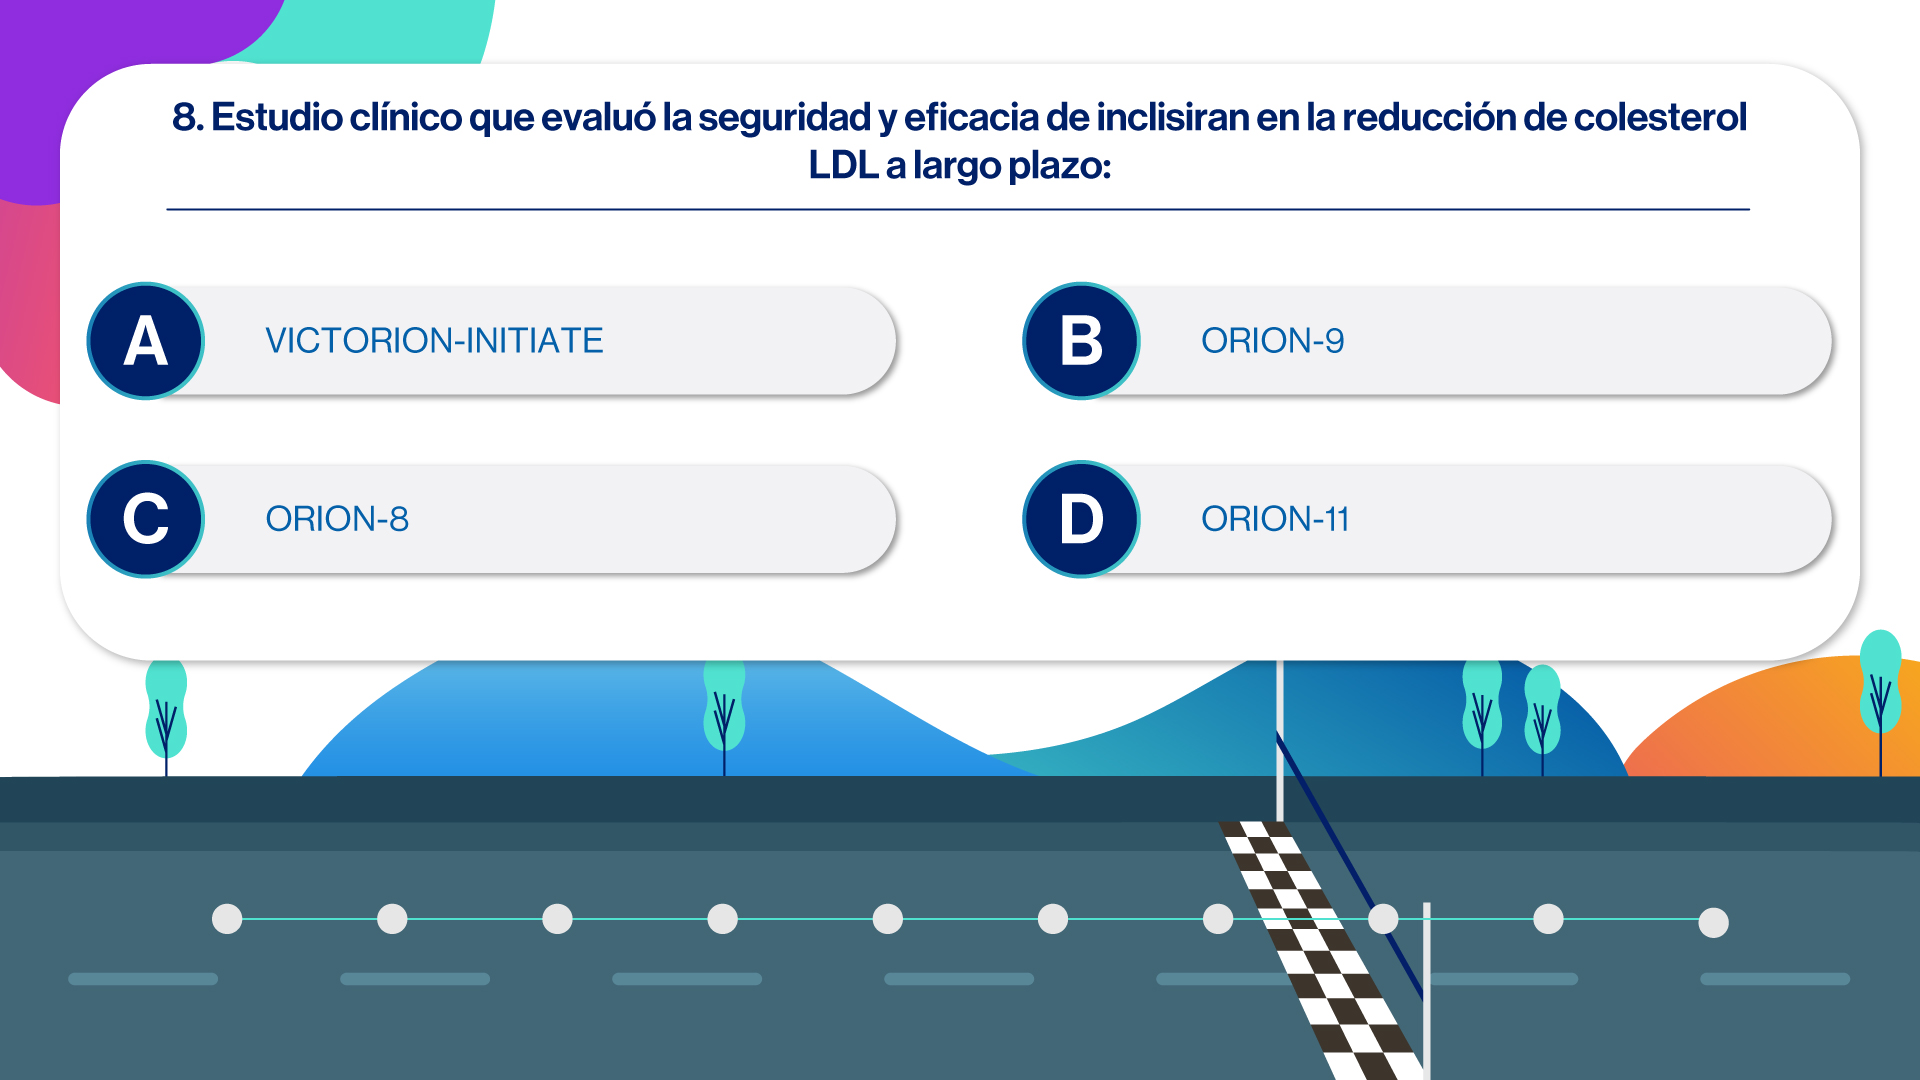 8. Estudio clínico que evaluó la seguridad y eficacia de inclisiran en la reducción de colesterol
LDL a largo plazo:
A VICTORION-INITIATE
B ORION-9
C ORION-8
D ORION-11